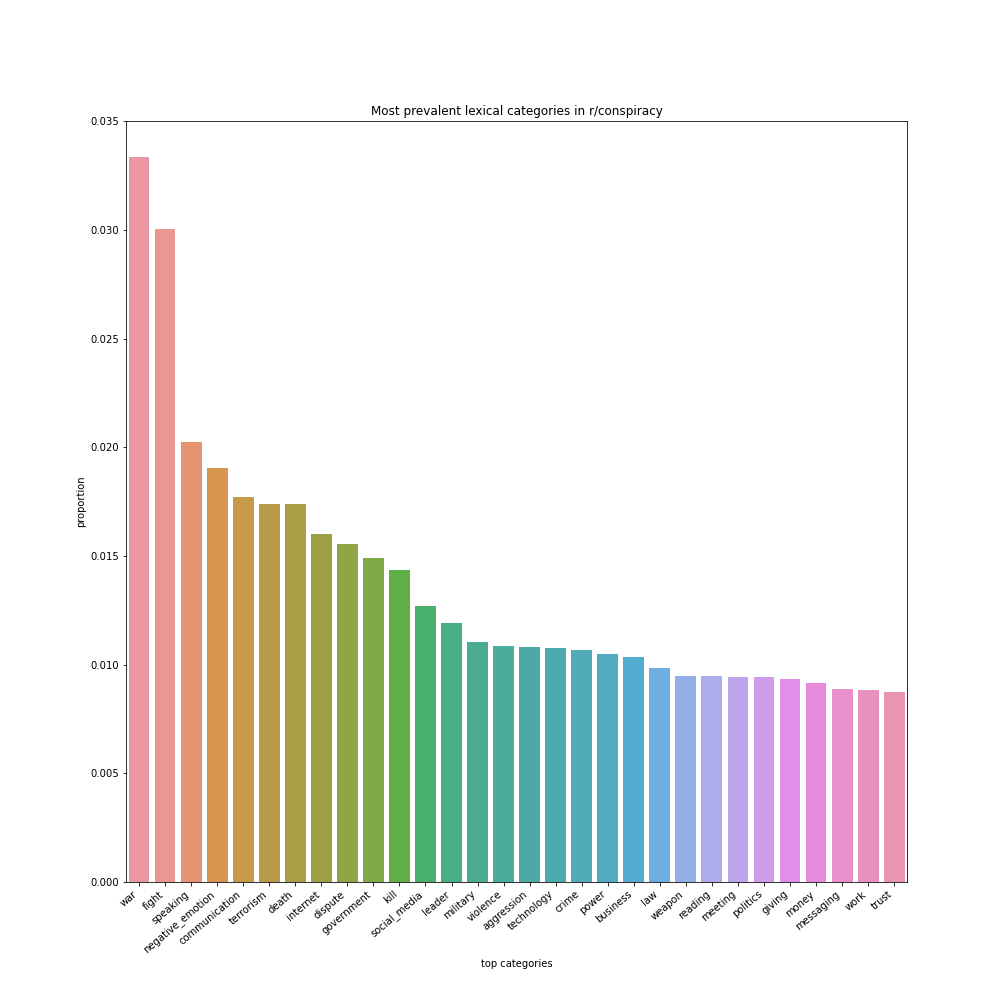 Most prevalent lexical categories in r/conspiracy
0.035
0.030
0.025
0.020
0.015
0.010
0.005
0.000
proportion
war
fight
speaking
negative_emotion
communication
terrorism
death
internet
dispute
government
kill
social_media
leader
military
violence
aggression
technology
crime
power
business
law
weapon
reading
meeting
politics
giving
money
messaging
work
trust
top categories